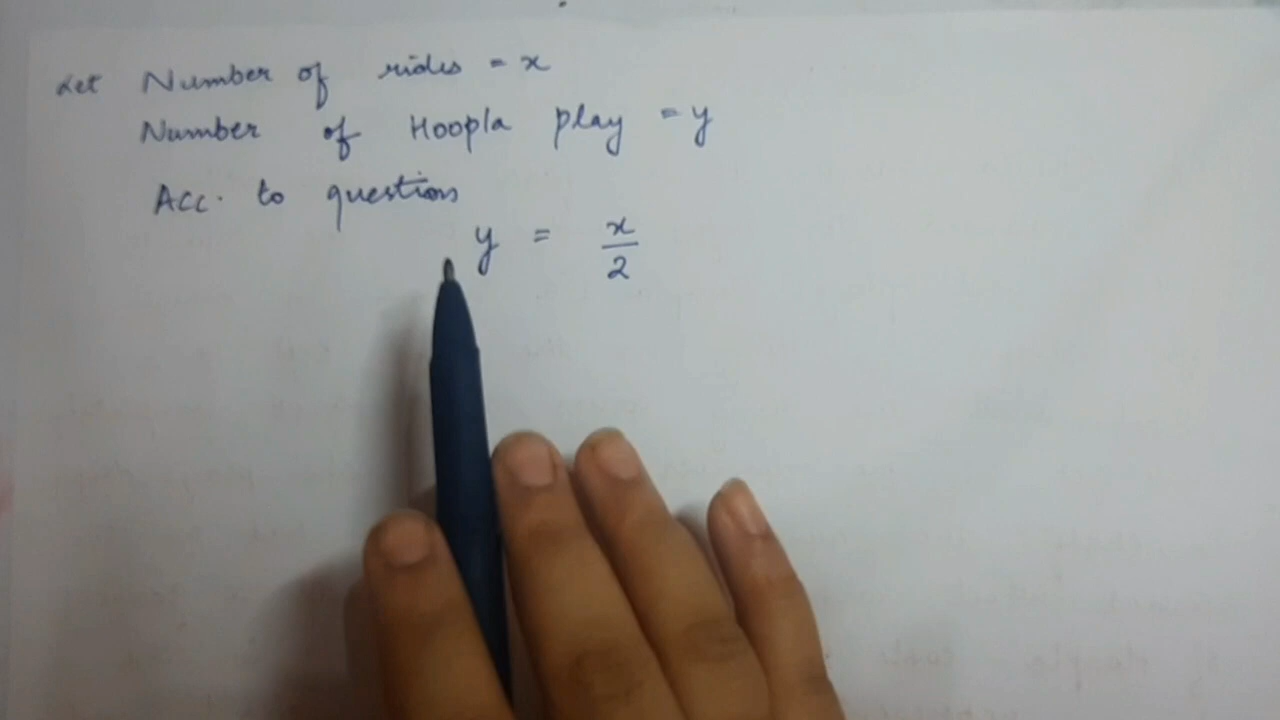 Let Number of rides = x
Number of Hoopla play = y
Acc. to question
y = x/2